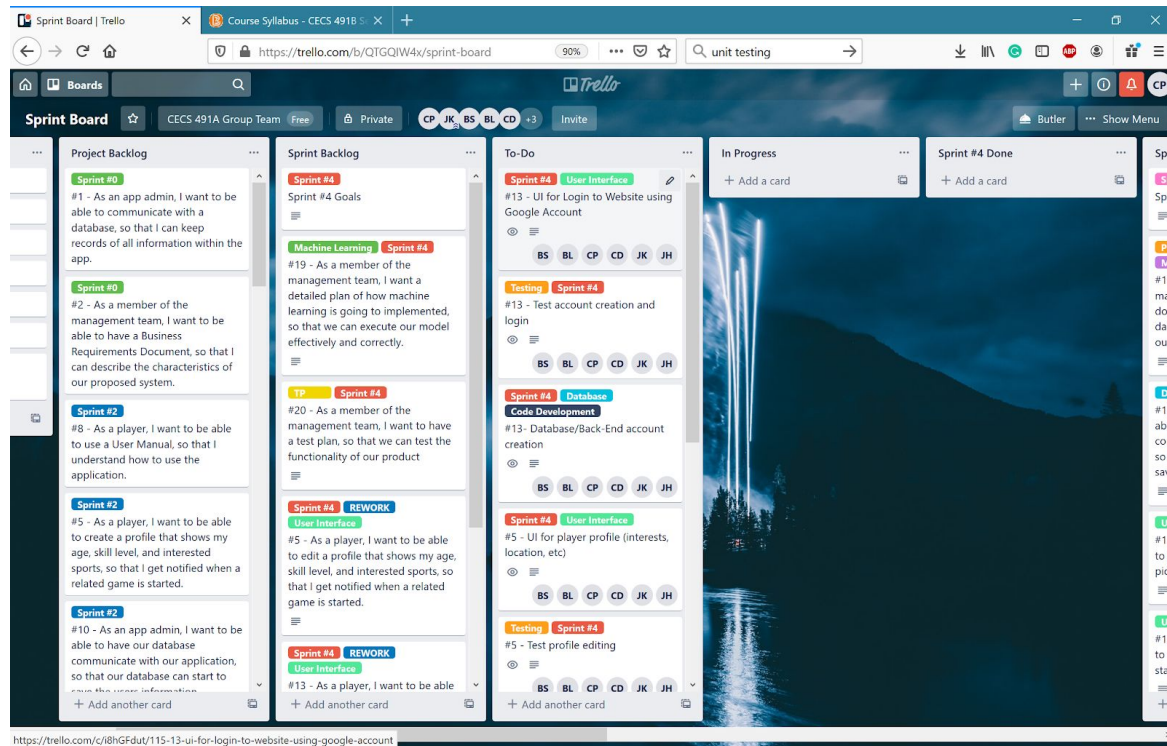 Sprint Board | Trello
Course Syllabus - CECS 491B S
https://trello.com/b/QTGQIW4x/sprint-board
90%
unit testing
ABP
Boards
Trello
CP
Sprint Board
CECS 491A Group Team Free
Private
CP JK BS BL CD +3
Invite
Butler
Show Menu
Project Backlog
Sprint #0
#1 - As an app admin, I want to be
able to communicate with a
database, so that I can keep
records of all information within the
app.
Sprint #0
#2 - As a member of the
management team, I want to be
able to have a Business
Requirements Document, so that I
can describe the characteristics of
our proposed system.
Sprint #2
#8 - As a player, I want to be able
to use a User Manual, so that I
understand how to use the
application.
Sprint #2
#5 - As a player, I want to be able
to create a profile that shows my
age, skill level, and interested
sports, so that I get notified when a
related game is started.
Sprint #2
#10 - As an app admin, I want to be
able to have our database
communicate with our application,
so that our database can start to
save the users information
+ Add another card
Sprint Backlog
Sprint #4
Sprint #4 Goals
Machine Learning Sprint #4
#19 - As a member of the
management team, I want a
detailed plan of how machine
learning is going to implemented,
so that we can execute our model
effectively and correctly.
TP Sprint #4
#20 - As a member of the
management team, I want to have
a test plan, so that we can test the
functionality of our product
Sprint #4 REWORK
User Interface
#5 - As a player, I want to be able
to edit a profile that shows my age,
skill level, and interested sports, so
that I get notified when a related
game is started.
Sprint #4 REWORK
User Interface
#13 - As a player, I want to be able
+ Add another card
To-Do
Sprint #4 User Interface
#13 - UI for Login to Website using
Google Account
BS BL CP CD JK JH
Testing Sprint #4
#13 - Test account creation and
login
BS BL CP CD JK JH
Sprint #4 Database
Code Development
#13- Database/Back-End account
creation
BS BL CP CD JK JH
Sprint #4 User Interface
#5 - UI for player profile (interests,
location, etc)
BS BL CP CD JK JH
Testing Sprint #4
#5 - Test profile editing
BS BL CP CD JK JH
+ Add another card
In Progress
+ Add a card
Sprint #4 Done
+ Add a card
https://trello.com/c/i8hGFdut/115-13-ui-for-login-to-website-using-google-account